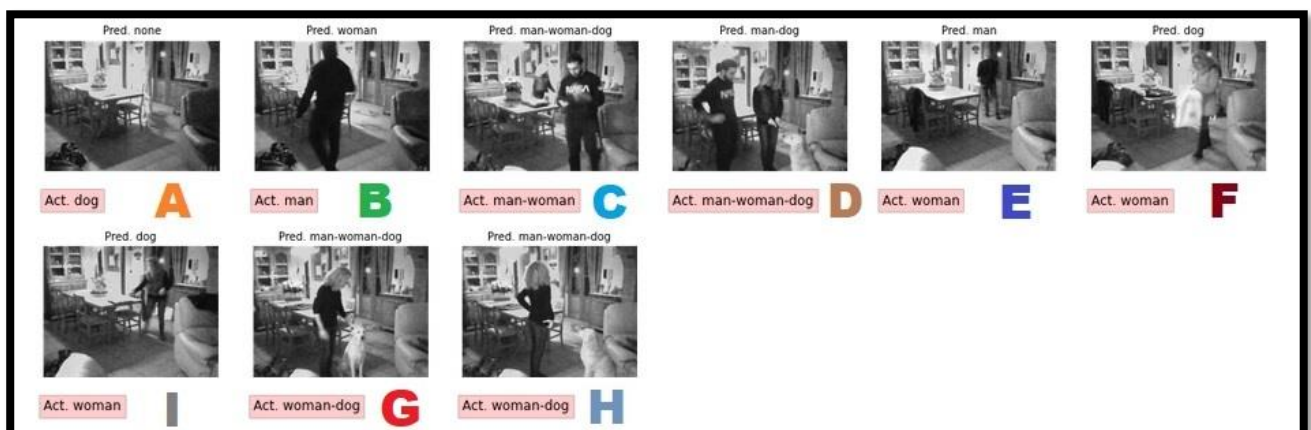 Pred. none Pred. woman Pred. man-woman-dog Pred. man-dog Pred. man Pred. dog
Act. dog A Act. man B Act. man-woman C Act. man-woman-dog D Act. woman E Act. woman F
Pred. dog Pred. man-woman-dog Pred. man-woman-dog
Act. woman I Act. woman-dog G Act. woman-dog H